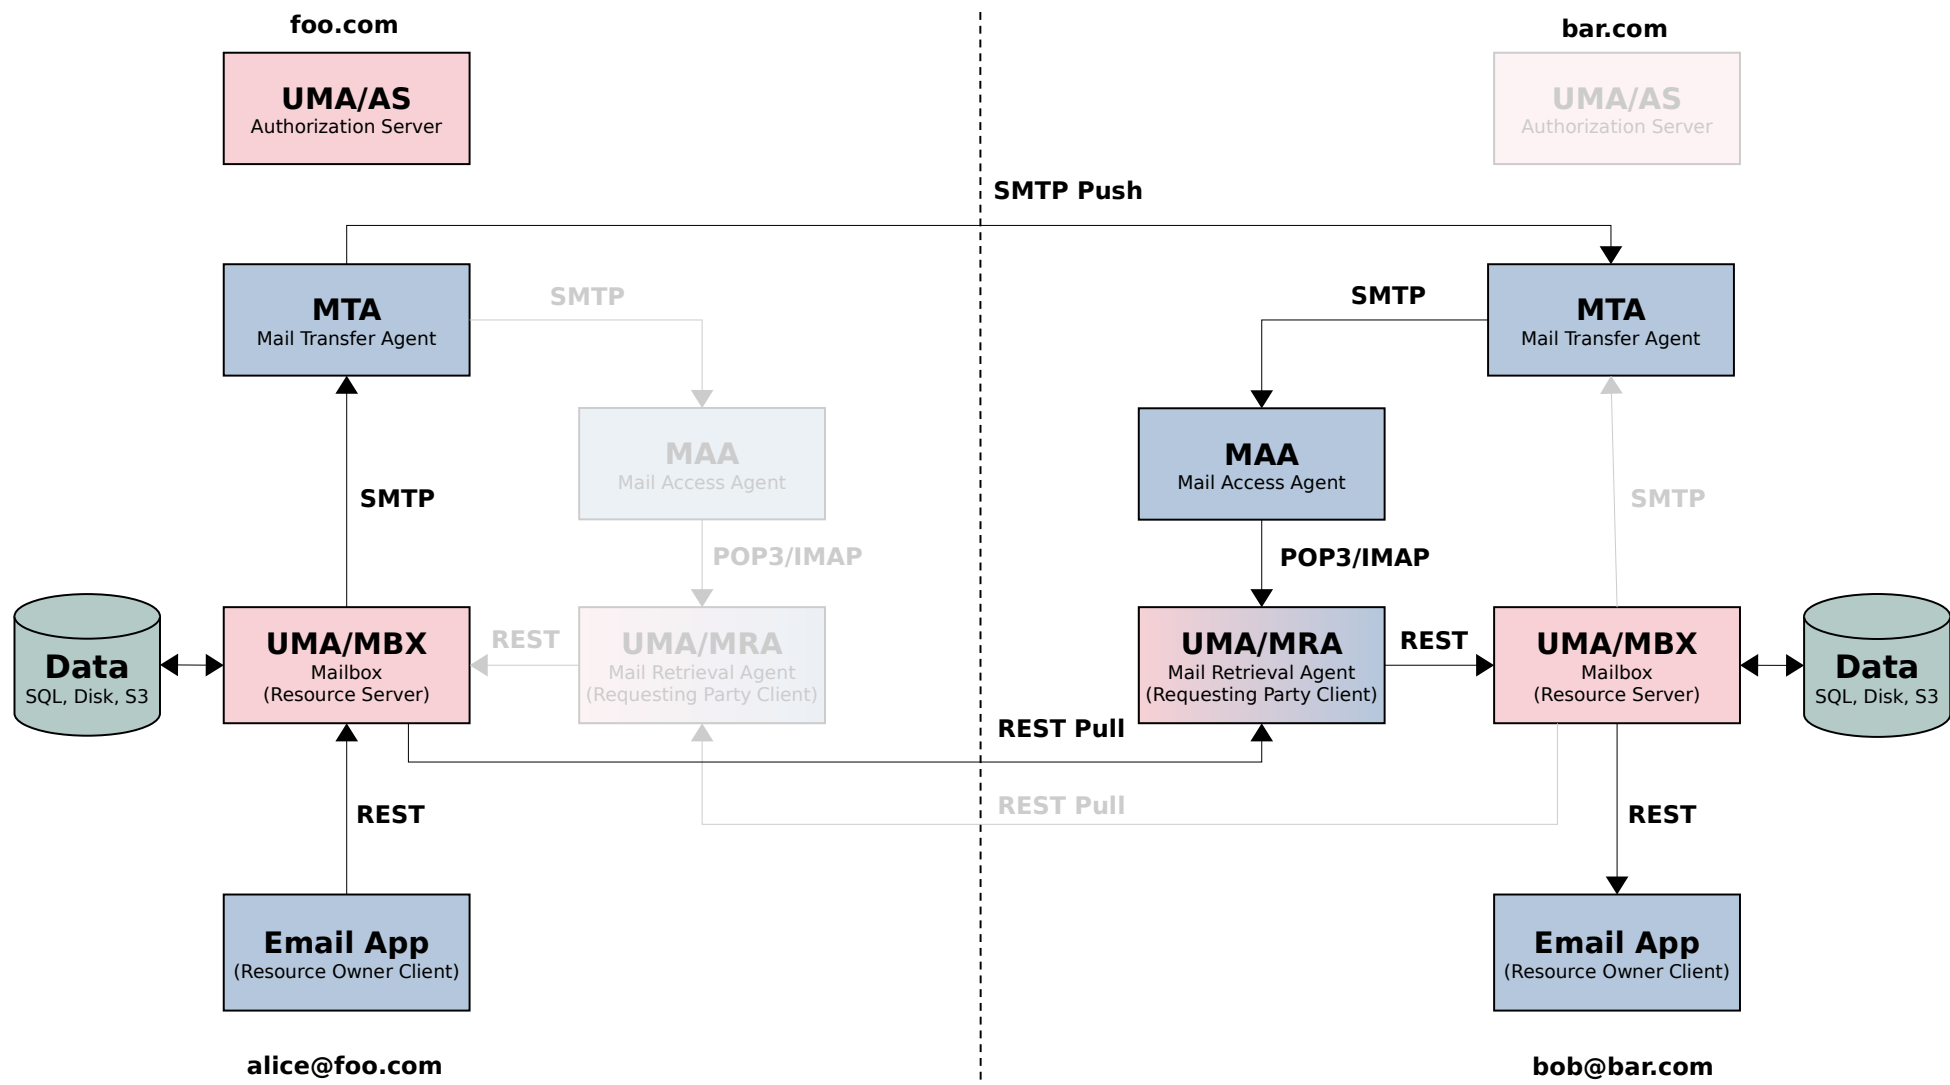 foo.com
bar.com
UMA/AS
Authorization Server
UMA/AS
Authorization Server
SMTP Push
MTA
Mail Transfer Agent
SMTP
SMTP
MTA
Mail Transfer Agent
MAA
Mail Access Agent
MAA
Mail Access Agent
SMTP
SMTP
POP3/IMAP
POP3/IMAP
Data
SQL, Disk, S3
UMA/MBX
Mailbox
(Resource Server)
REST
UMA/MRA
Mail Retrieval Agent
(Requesting Party Client)
UMA/MRA
Mail Retrieval Agent
(Requesting Party Client)
REST
UMA/MBX
Mailbox
(Resource Server)
Data
SQL, Disk, S3
REST Pull
REST Pull
REST
REST
Email App
(Resource Owner Client)
Email App
(Resource Owner Client)
alice@foo.com
bob@bar.com